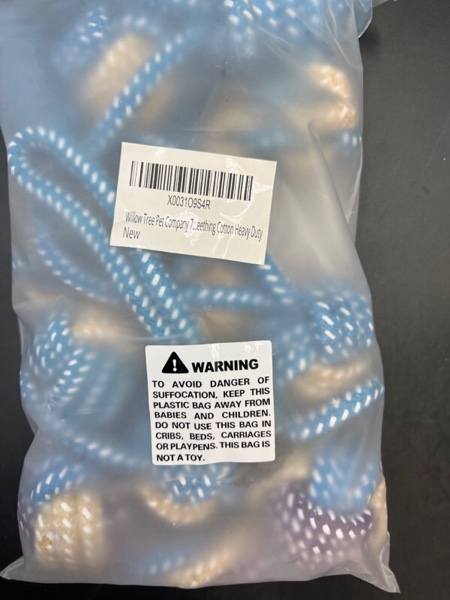 X0031O9S4R
Willow Tree Pet Company 7...eething Cotton Heavy Duty
New
WARNING
TO AVOID DANGER OF
SUFFOCATION, KEEP THIS
PLASTIC BAG AWAY FROM
BABIES AND CHILDREN.
DO NOT USE THIS BAG IN
CRIBS, BEDS, CARRIAGES
OR PLAYPENS. THIS BAG IS
NOT A TOY.